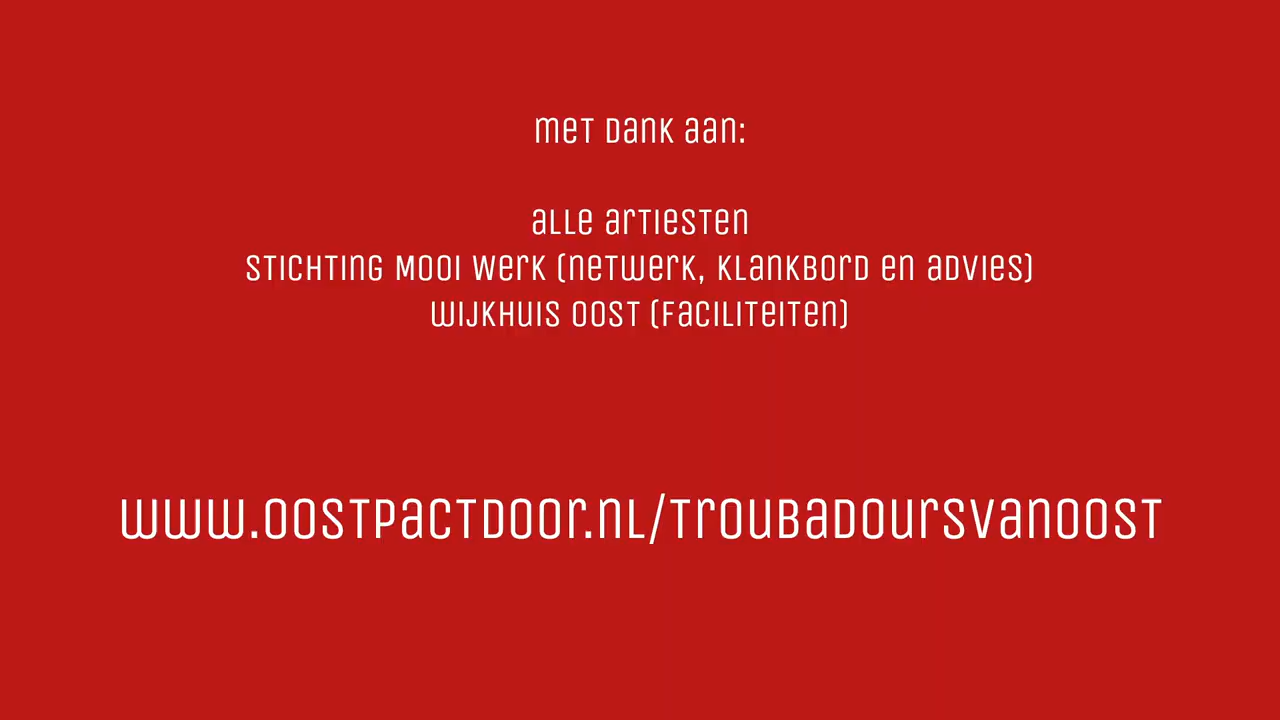 met dank aan:
alle artiesten
Stichting Mooi Werk (netwerk, klankbord en advies)
Wijkhuis Oost (faciliteiten)
www.oostpactdoor.nl/troubadoursvanoost